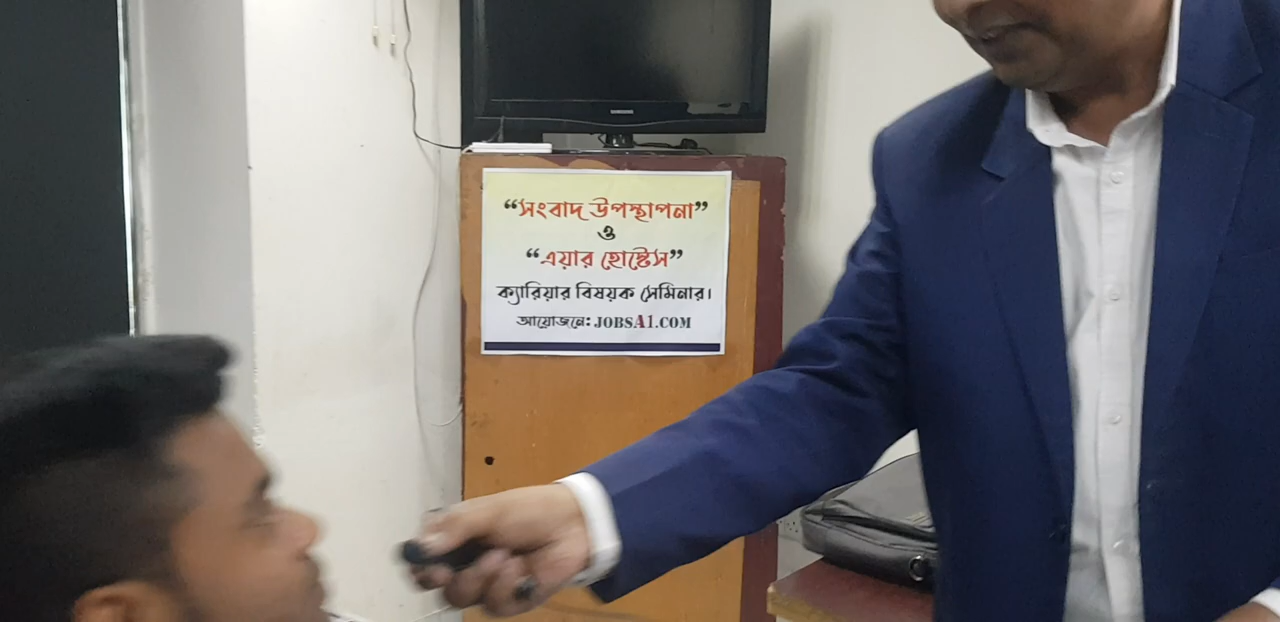 “সংবাদ উপস্থাপনা”
ও
“এয়ার হোষ্টেস”
ক্যারিয়ার বিষয়ক সেমিনার।
আয়োজনে: JOBSA1.COM